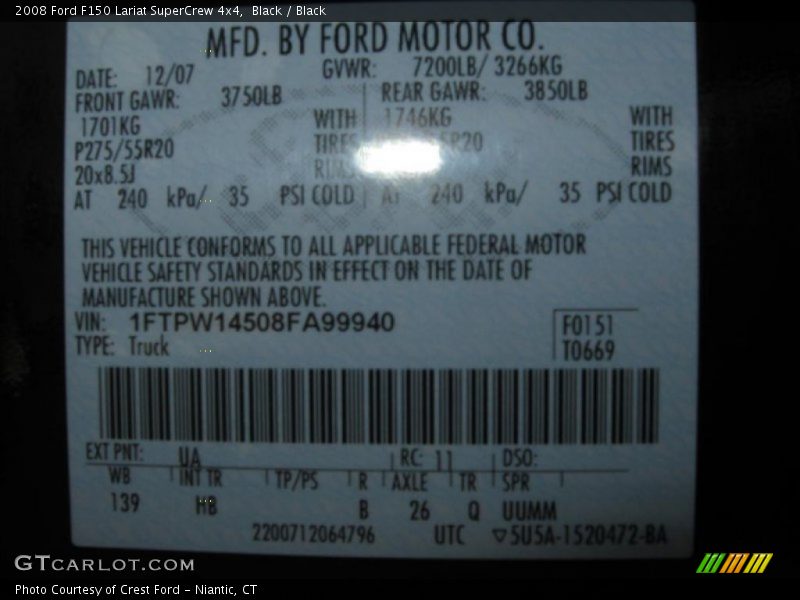 2008 Ford F150 Lariat SuperCrew 4x4, Black / Black
MFD. BY FORD MOTOR CO.
DATE: 12/07 GVWR: 7200LB/ 3266KG
FRONT GAWR: 3750LB REAR GAWR: 3850LB
1701KG WITH 1746KG WITH
P275/55R20 TIRES 5R20 TIRES
20x8.5J RIMS RIMS
AT 240 kPa/ 35 PSI COLD AT 240 kPa/ 35 PSI COLD
THIS VEHICLE CONFORMS TO ALL APPLICABLE FEDERAL MOTOR
VEHICLE SAFETY STANDARDS IN EFFECT ON THE DATE OF
MANUFACTURE SHOWN ABOVE.
VIN: 1FTPW14508FA99940 F0151
TYPE: Truck T0669
EXT PNT: UA RC: 11 DSO:
WB INT TR TP/PS R AXLE TR SPR
139 HB B 26 Q UUMM
2200712064796 UTC ▽5U5A-1520472-BA
GTCARLOT.COM
Photo Courtesy of Crest Ford - Niantic, CT